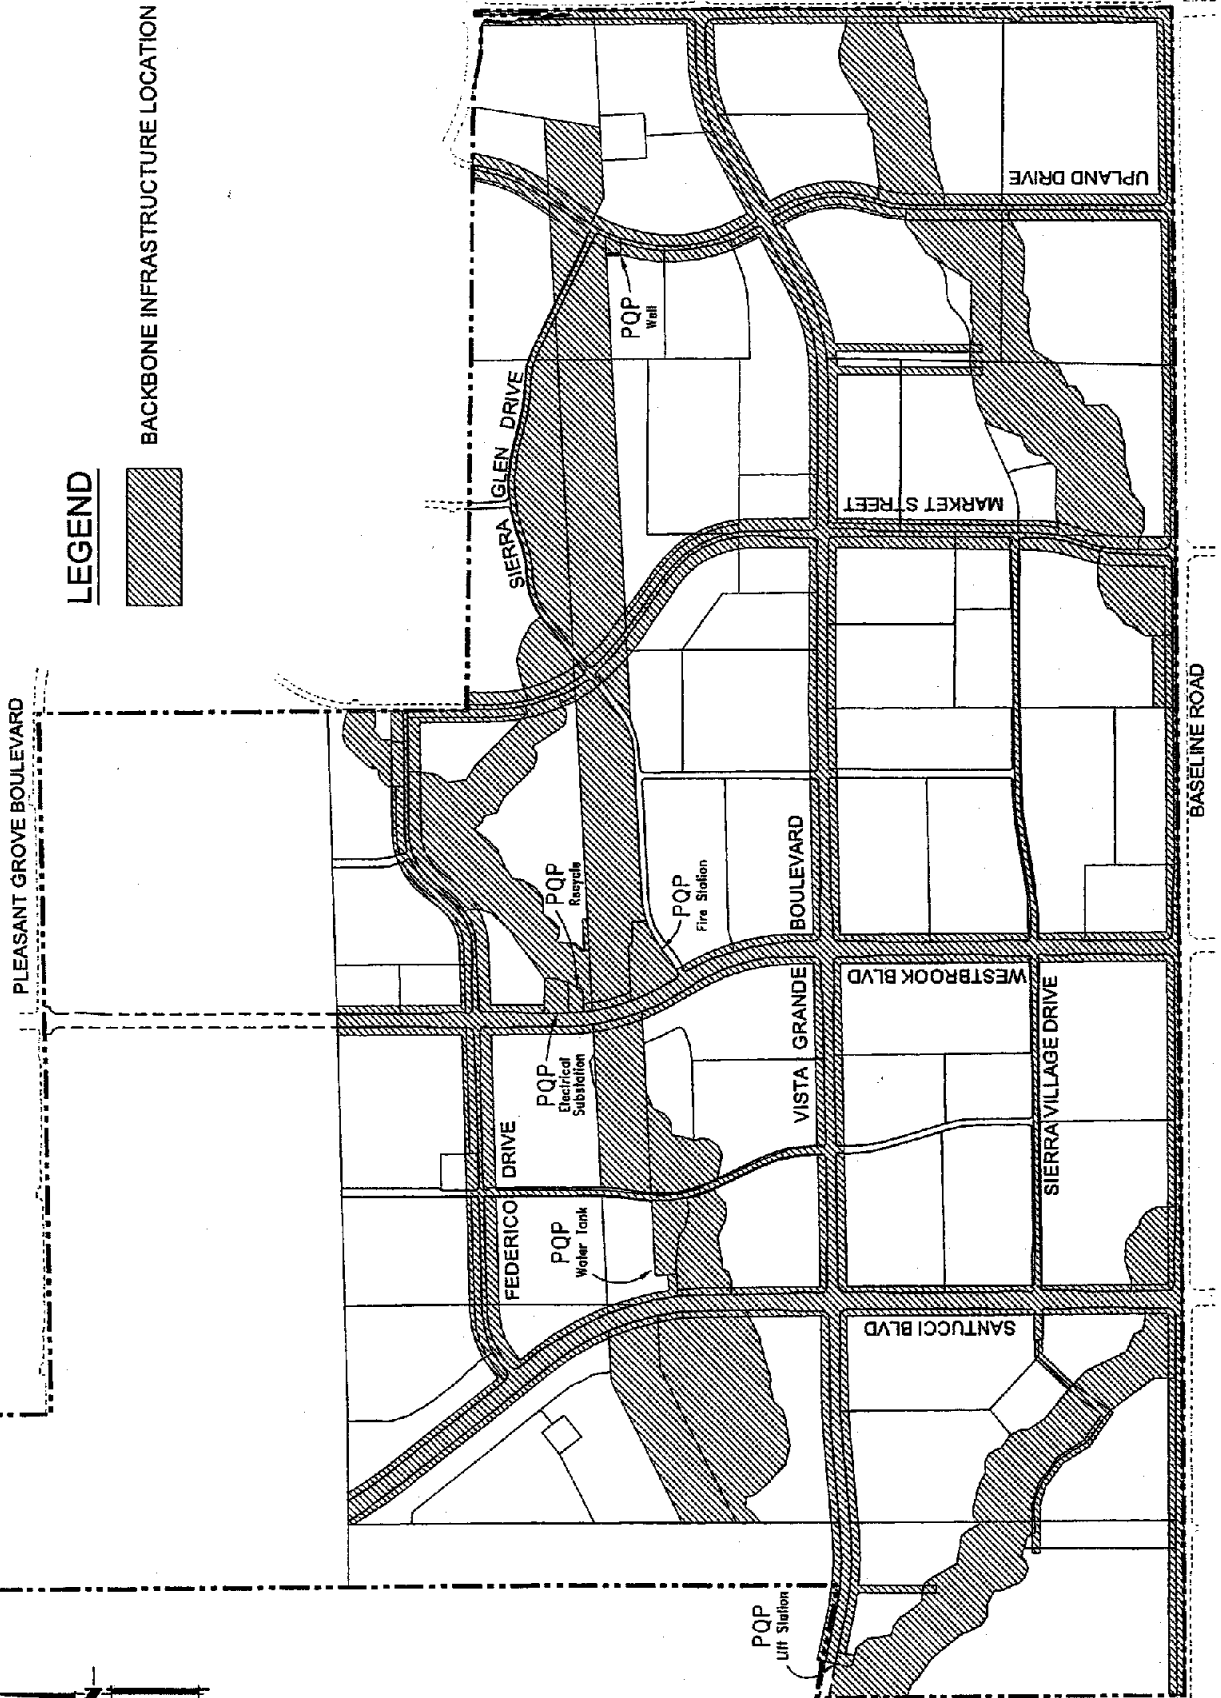 LEGEND
BACKBONE INFRASTRUCTURE LOCATION
PLEASANT GROVE BOULEVARD
SIERRA GLEN DRIVE
UPLAND DRIVE
PQP
Well
MARKET STREET
BASELINE ROAD
PQP
Recycle
PQP
Fire Station
VISTA GRANDE BOULEVARD
WESTBROOK BLVD
PQP
Electrical
Substation
SIERRA VILLAGE DRIVE
FEDERICO DRIVE
PQP
Water Tank
SANTUCCI BLVD
PQP
Lift Station